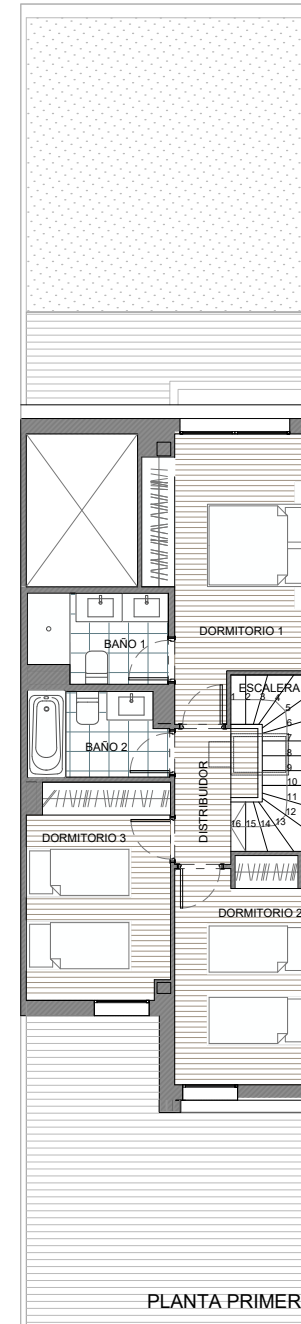 BAÑO 1
DORMITORIO 1
ESCALERA
1 2 3 4
5
6
7
8
9
10
11
12
16 15 14 13
BAÑO 2
DISTRIBUIDOR
DORMITORIO 3
DORMITORIO 2
PLANTA PRIMER